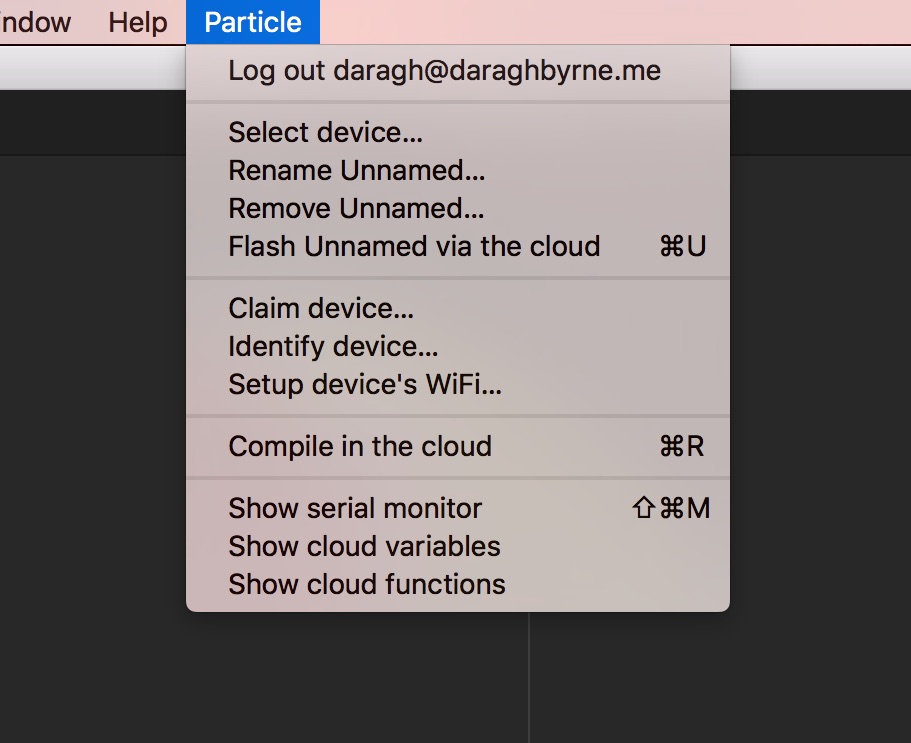 indow Help Particle
Log out daragh@daraghbyrne.me
Select device...
Rename Unnamed...
Remove Unnamed...
Flash Unnamed via the cloud ⌘U
Claim device...
Identify device...
Setup device's WiFi...
Compile in the cloud ⌘R
Show serial monitor ⇧⌘M
Show cloud variables
Show cloud functions